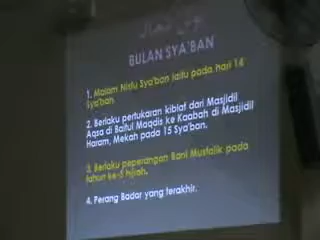 BULAN SYA'BAN
1. Malam Nisfu Sya'ban iaitu pada hari 14
Sya'ban.
2. Berlaku pertukaran kiblat dari Masjidil
Aqsa di Baitul Moqdis ke Kaabah di Masjidil
Haram, Mekah pada 15 Sya'ban.
3. Berlaku peperangan Bani Mustalik pada
tahun ke-5 hijrah.
4. Perang Badar yang terakhir.